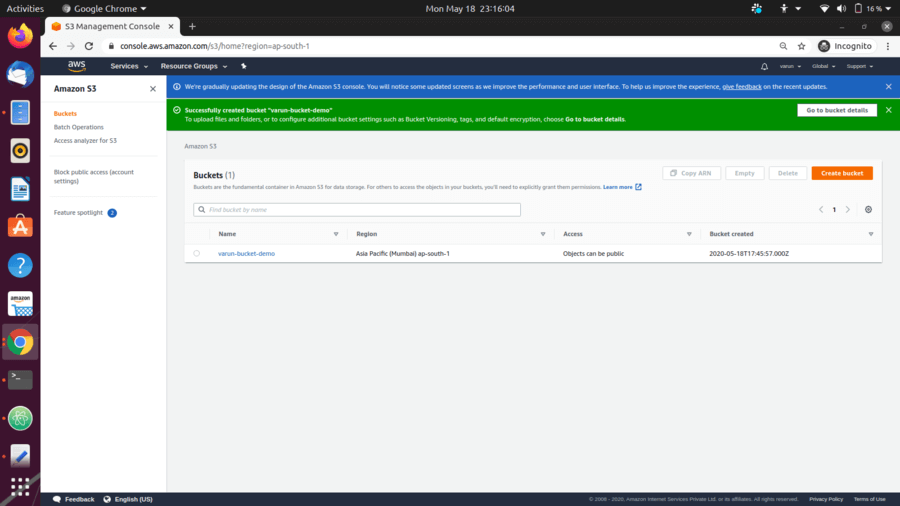 Activities
Google Chrome
Mon May 18 23:16:04
16 %
S3 Management Console
console.aws.amazon.com/s3/home?region=ap-south-1
Incognito
aws
Services
Resource Groups
varun
Global
Support
Amazon S3
Buckets
Batch Operations
Access analyzer for S3
Block public access (account
settings)
Feature spotlight 2
We're gradually updating the design of the Amazon S3 console. You will notice some updated screens as we improve the performance and user interface. To help us improve the experience, give feedback on the recent updates.
Successfully created bucket "varun-bucket-demo"
To upload files and folders, or to configure additional bucket settings such as Bucket Versioning, tags, and default encryption, choose Go to bucket details.
Go to bucket details
Amazon S3
Buckets (1)
Buckets are the fundamental container in Amazon S3 for data storage. For others to access the objects in your buckets, you'll need to explicitly grant them permissions. Learn more
Copy ARN
Empty
Delete
Create bucket
Find bucket by name
1
Name Region Access Bucket created
varun-bucket-demo Asia Pacific (Mumbai) ap-south-1 Objects can be public 2020-05-18T17:45:57.000Z
amazon
Feedback
English (US)
© 2008 - 2020, Amazon Internet Services Private Ltd. or its affiliates. All rights reserved.
Privacy Policy
Terms of Use